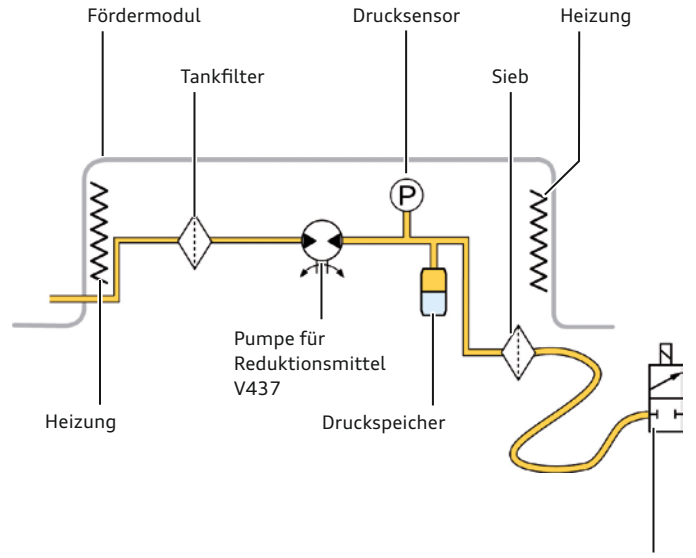 Fördermodul
Drucksensor
Heizung
Tankfilter
Sieb
P
Pumpe für
Reduktionsmittel
V437
Heizung
Druckspeicher